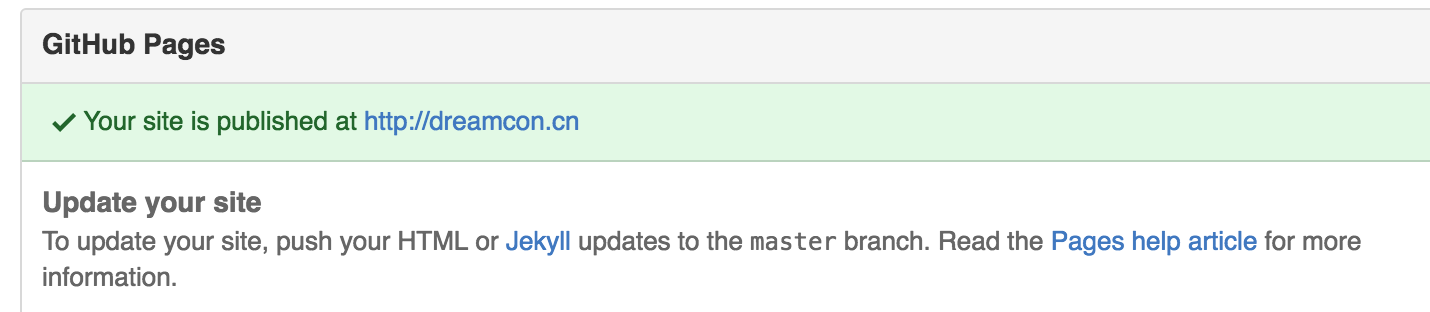 GitHub Pages
Your site is published at http://dreamcon.cn
Update your site
To update your site, push your HTML or Jekyll updates to the master branch. Read the Pages help article for more
information.